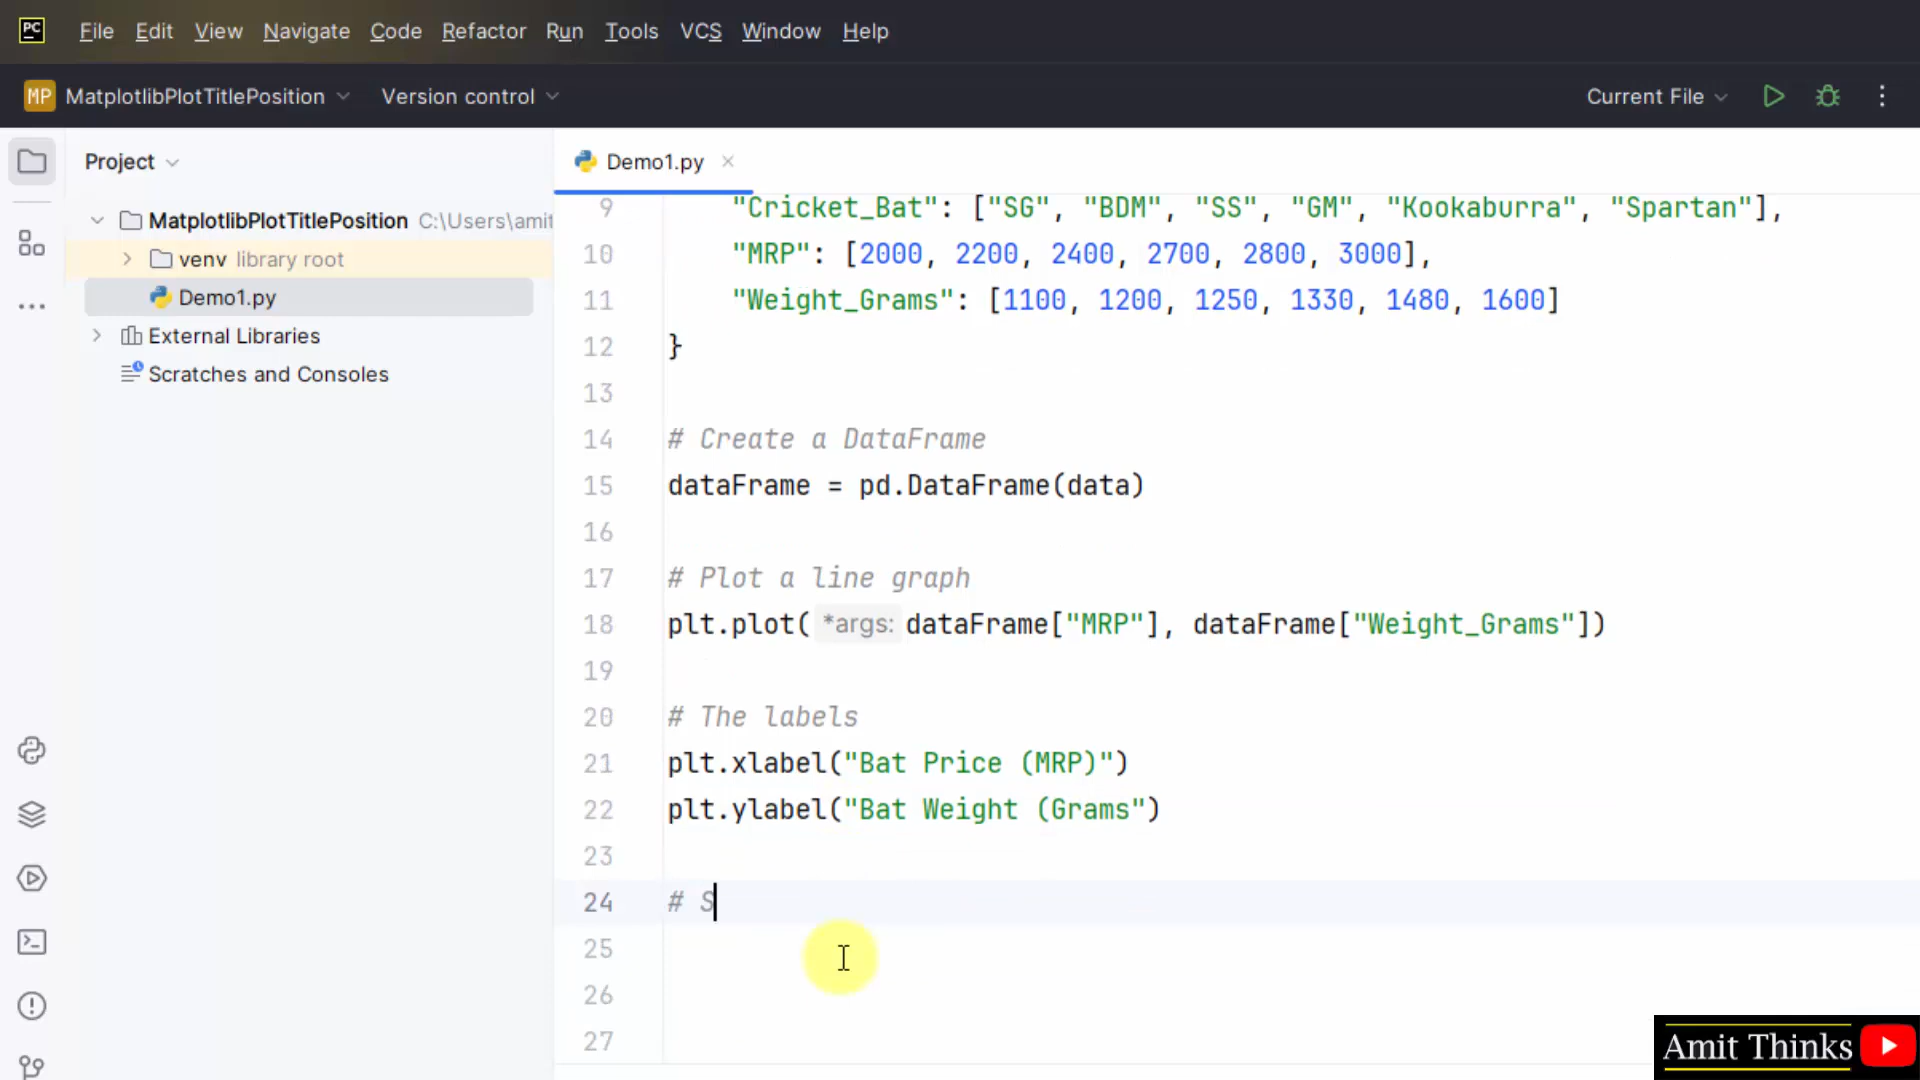 PC File Edit View Navigate Code Refactor Run Tools VCS Window Help
MP MatplotlibPlotTitlePosition Version control Current File
Project
Demo1.py
MatplotlibPlotTitlePosition C:\Users\amit
venv library root
Demo1.py
External Libraries
Scratches and Consoles
9 "Cricket_Bat": ["SG", "BDM", "SS", "GM", "Kookaburra", "Spartan"],
10 "MRP": [2000, 2200, 2400, 2700, 2800, 3000],
11 "Weight_Grams": [1100, 1200, 1250, 1330, 1480, 1600]
12 }
13
14 # Create a DataFrame
15 dataFrame = pd.DataFrame(data)
16
17 # Plot a line graph
18 plt.plot( *args: dataFrame["MRP"], dataFrame["Weight_Grams"])
19
20 # The labels
21 plt.xlabel("Bat Price (MRP)")
22 plt.ylabel("Bat Weight (Grams")
23
24 # S
25
26
27
Amit Thinks